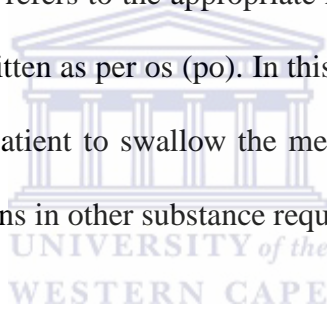 refers to the appropriate
itten as per os (po). In this
atient to swallow the me
ns in other substance requ
UNIVERSITY of the
WESTERN CAPE